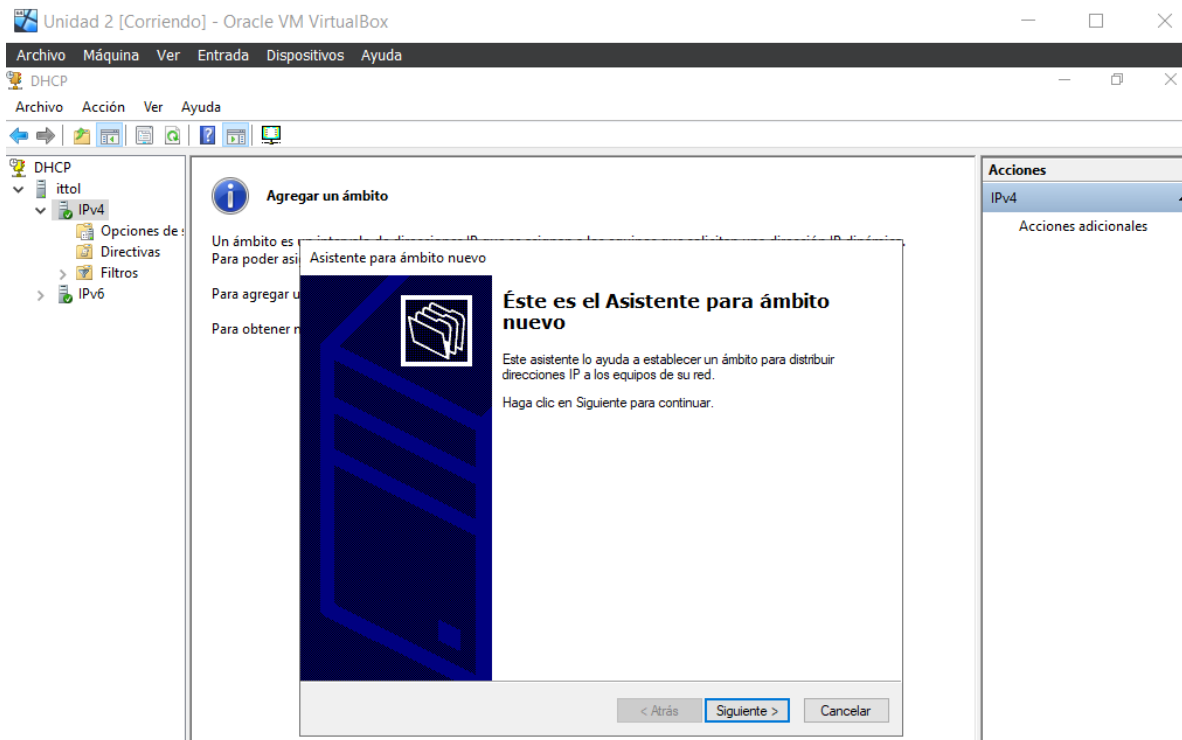 Unidad 2 [Corriendo] - Oracle VM VirtualBox
Archivo Máquina Ver Entrada Dispositivos Ayuda
DHCP
Archivo Acción Ver Ayuda
DHCP
ittol
IPv4
Opciones de
Directivas
Filtros
IPv6
Agregar un ámbito
Un ámbito es
Para poder
Para agregar
Para obtener
Asistente para ámbito nuevo
Éste es el Asistente para ámbito
nuevo
Este asistente lo ayuda a establecer un ámbito para distribuir
direcciones IP a los equipos de su red.
Haga clic en Siguiente para continuar.
< Atrás Siguiente > Cancelar
Acciones
IPv4
Acciones adicionales